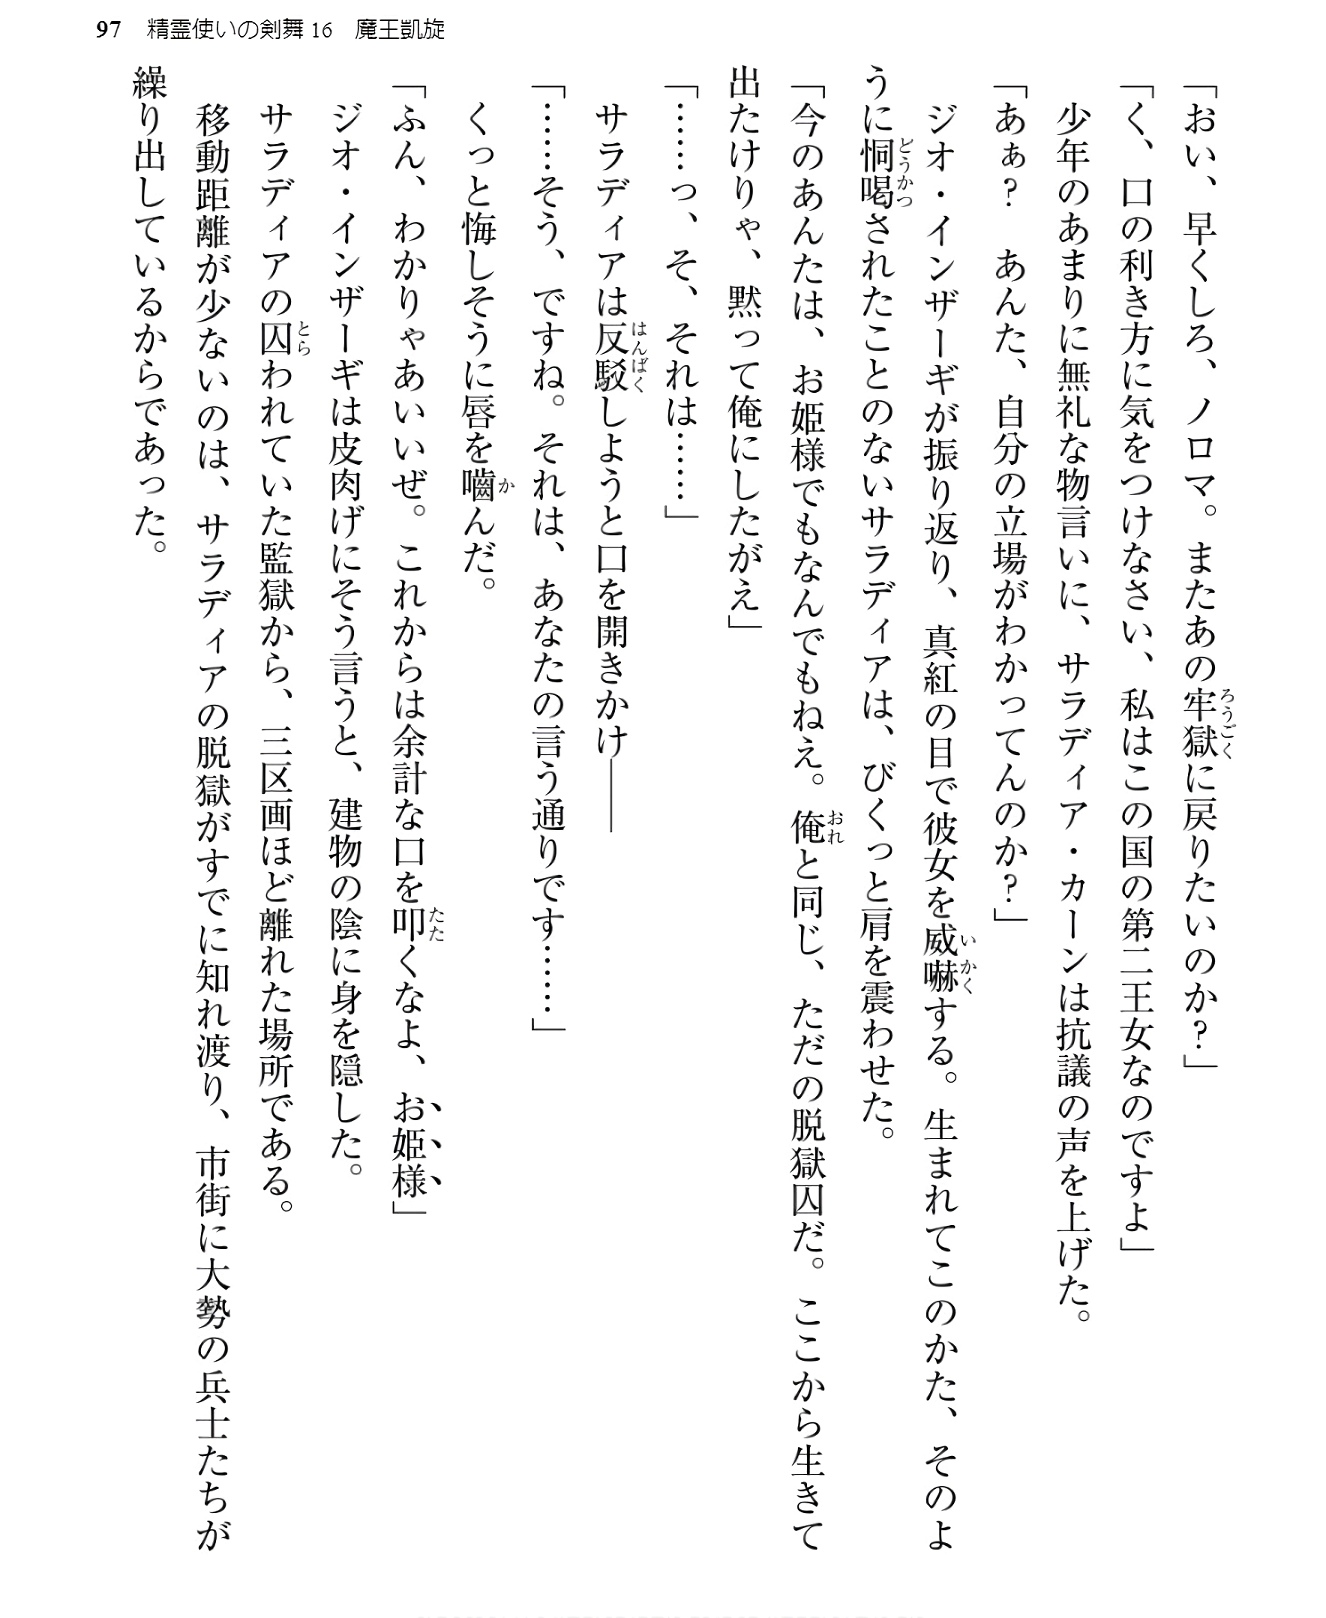 97 精霊使いの剣舞16 魔王凱旋
「おい、早くしろ、ノロマ。またあの牢獄に戻りたいのか?」
「く、口の利き方に気をつけなさい、私はこの国の第二王女なのですよ」
少年のあまりに無礼な物言いに、サラディア・カーンは抗議の声を上げた。
「あぁ? あんた、自分の立場がわかってんのか?」
ジオ・インザーギが振り返り、真紅の目で彼女を威嚇する。生まれてこのかた、そのよ
うに恫喝されたことのないサラディアは、びくっと肩を震わせた。
「今のあんたは、お姫様でもなんでもねえ。俺と同じ、ただの脱獄囚だ。ここから生きて
出たけりゃ、黙って俺にしたがえ」
「……っ、そ、それは……」
サラディアは反駁しようと口を開きかけ――
「……そう、ですね。それは、あなたの言う通りです……」
くっと悔しそうに唇を嚙んだ。
「ふん、わかりゃあいいぜ。これからは余計な口を叩くなよ、お姫様」
ジオ・インザーギは皮肉げにそう言うと、建物の陰に身を隠した。
サラディアの囚われていた監獄から、三区画ほど離れた場所である。
移動距離が少ないのは、サラディアの脱獄がすでに知れ渡り、市街に大勢の兵士たちが
繰り出しているからであった。